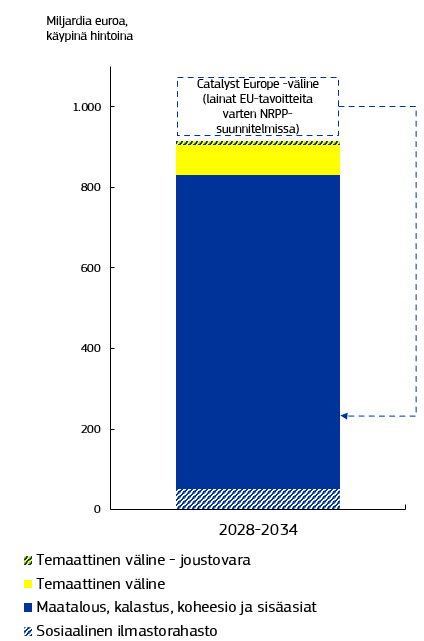 Miljardia euroa,
käypinä hintoina
Catalyst Europe -väline
(lainat EU-tavoitteita
varten NRPP-
suunnitelmissa)
1.000
800
600
400
200
0
2028-2034
Temaattinen väline - joustovara
Temaattinen väline
Maatalous, kalastus, koheesio ja sisäasiat
Sosiaalinen ilmastorahasto